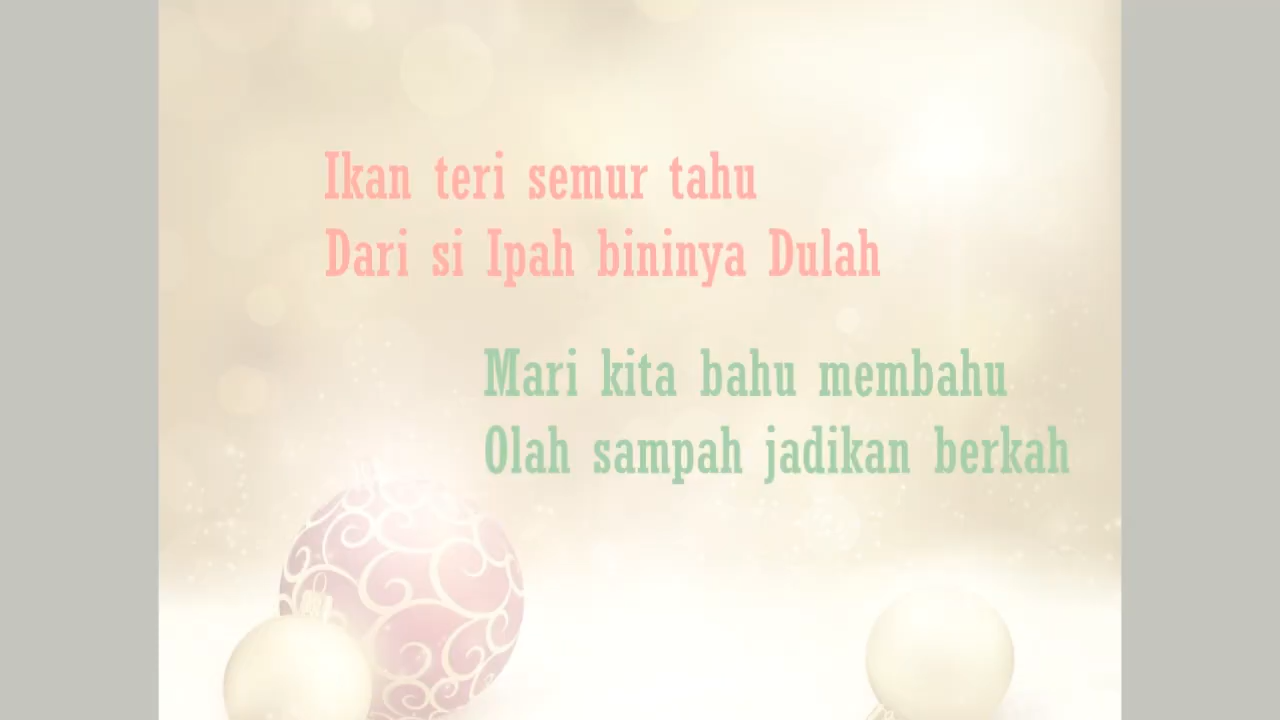 Ikan teri semur tahu
Dari si Ipah bininya Dulah
Mari kita bahu membahu
Olah sampah jadikan berkah